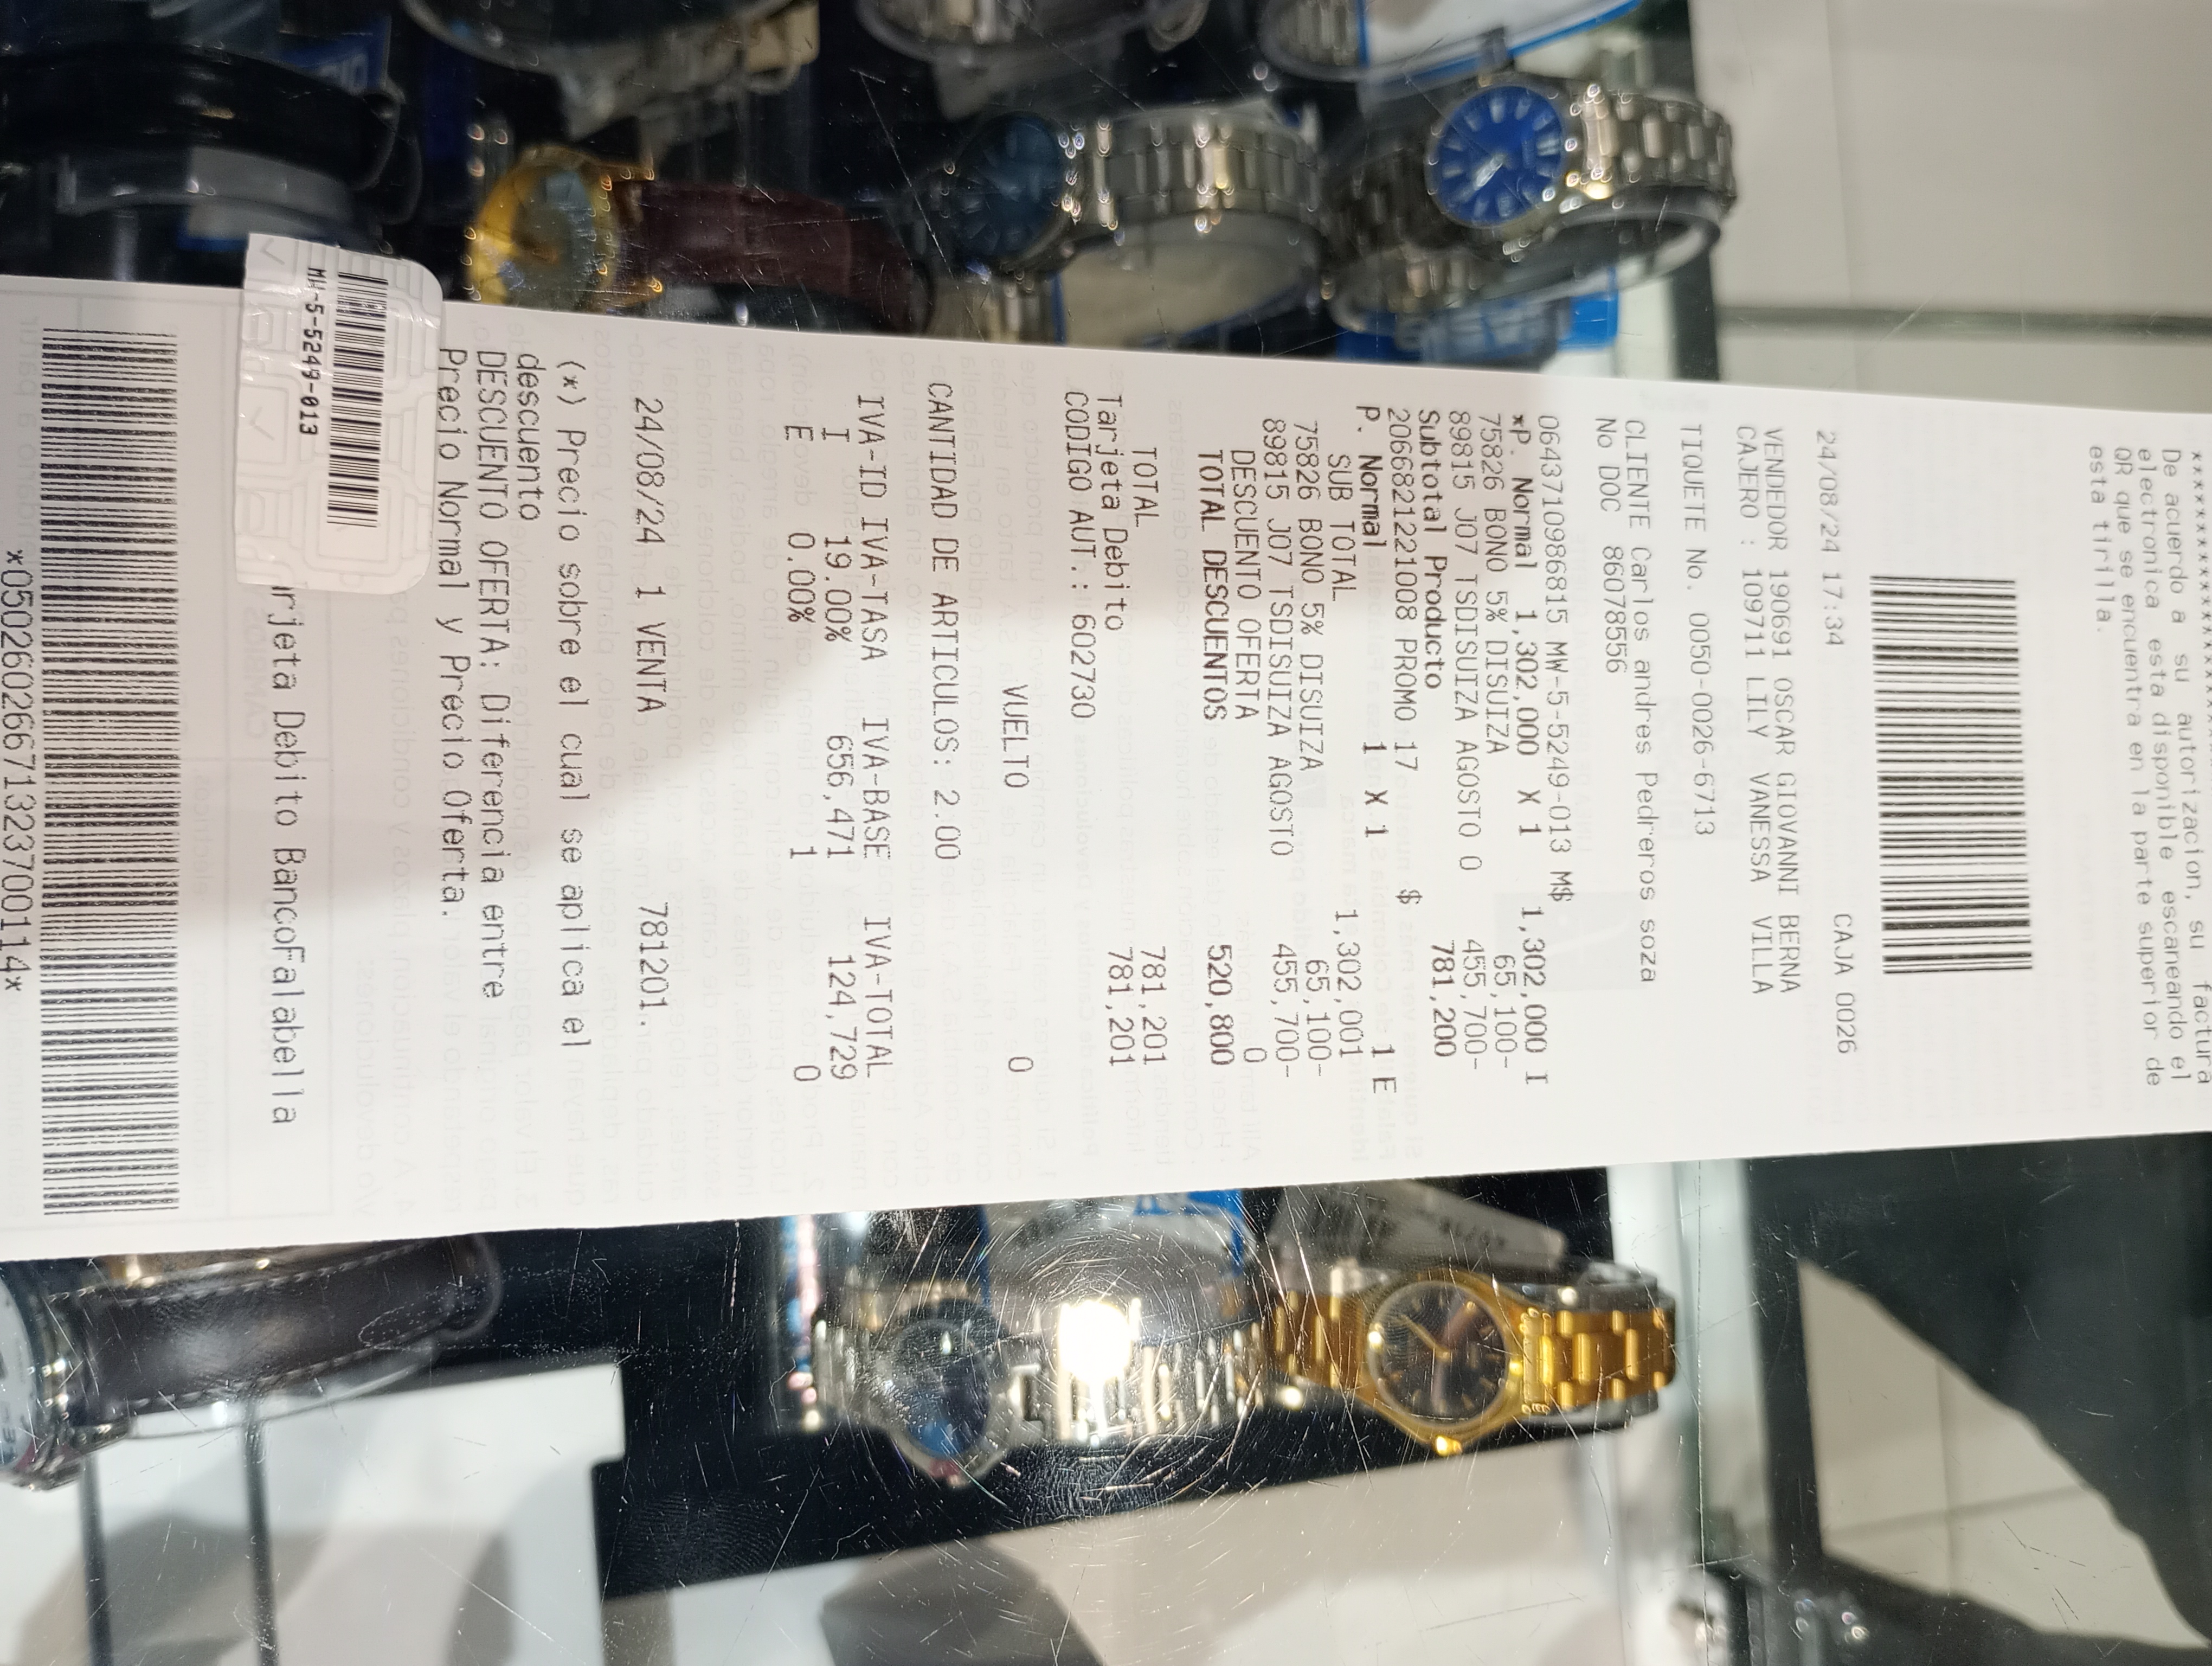 De acuerdo a su autorizacion, su factura
electronica esta disponible escaneando el
QR que se encuentra en la parte superior de
esta tirilla.
24/08/24 17:34 CAJA 0026
VENDEDOR 190691 OSCAR GIOVANNI BERNA
CAJERO : 109711 LILY VANESSA VILLA
TIQUETE No. 0050-0026-6713
CLIENTE Carlos andres Pedreros soza
No DOC 86078556
0643710986815 MW-5-5249-013 M$ 1,302,000 I
*P. Normal 1,302,000 X 1
75826 BONO 5% DISUIZA 65,100-
89815 J07 TSDISUIZA AGOSTO 0 455,700-
Subtotal Producto 781,200
2066821221008 PROMO 17 $ 1 E
P. Normal 1 X 1
SUB TOTAL 1,302,001
75826 BONO 5% DISUIZA 65,100-
89815 J07 TSDISUIZA AGOSTO 455,700-
DESCUENTO OFERTA 0
TOTAL DESCUENTOS 520,800
TOTAL 781,201
Tarjeta Debito 781,201
CODIGO AUT.: 602730
VUELTO 0
CANTIDAD DE ARTICULOS: 2.00
IVA-ID IVA-TASA IVA-BASE IVA-TOTAL
I 19.00% 656,471 124,729
E 0.00% 1 0
24/08/24 1 VENTA 781201.
(*) Precio sobre el cual se aplica el
descuento
DESCUENTO OFERTA: Diferencia entre
Precio Normal y Precio Oferta.
MW-5-5249-013
rjeta Debito BancoFalabella
*05026026671323700114*